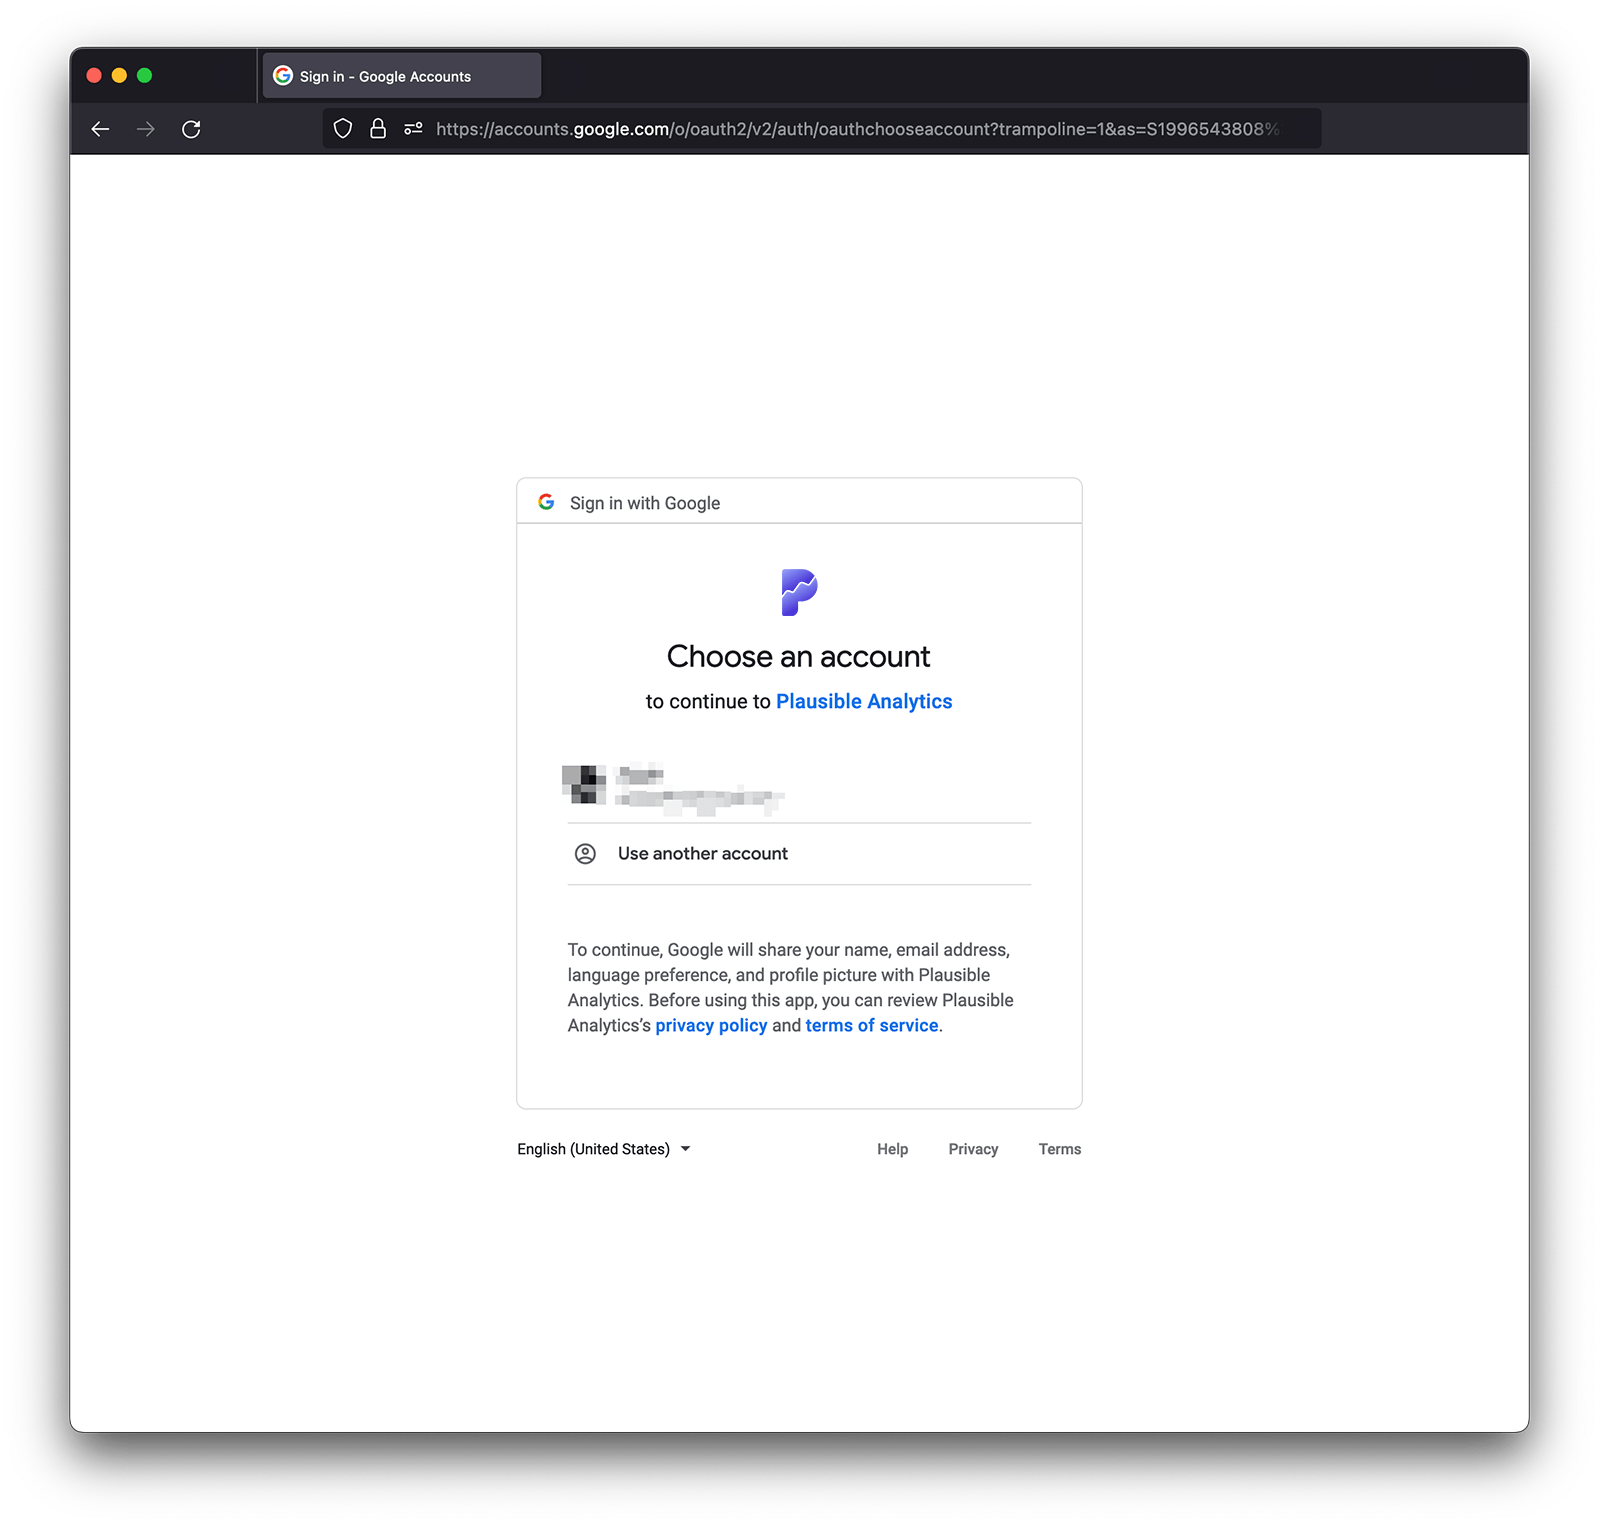 Sign in - Google Accounts
https://accounts.google.com/o/oauth2/v2/auth/oauthchooseaccount?trampoline=1&as=S1996543808%
Sign in with Google
Choose an account
to continue to Plausible Analytics
Use another account
To continue, Google will share your name, email address,
language preference, and profile picture with Plausible
Analytics. Before using this app, you can review Plausible
Analytics’s privacy policy and terms of service.
English (United States)
Help Privacy Terms